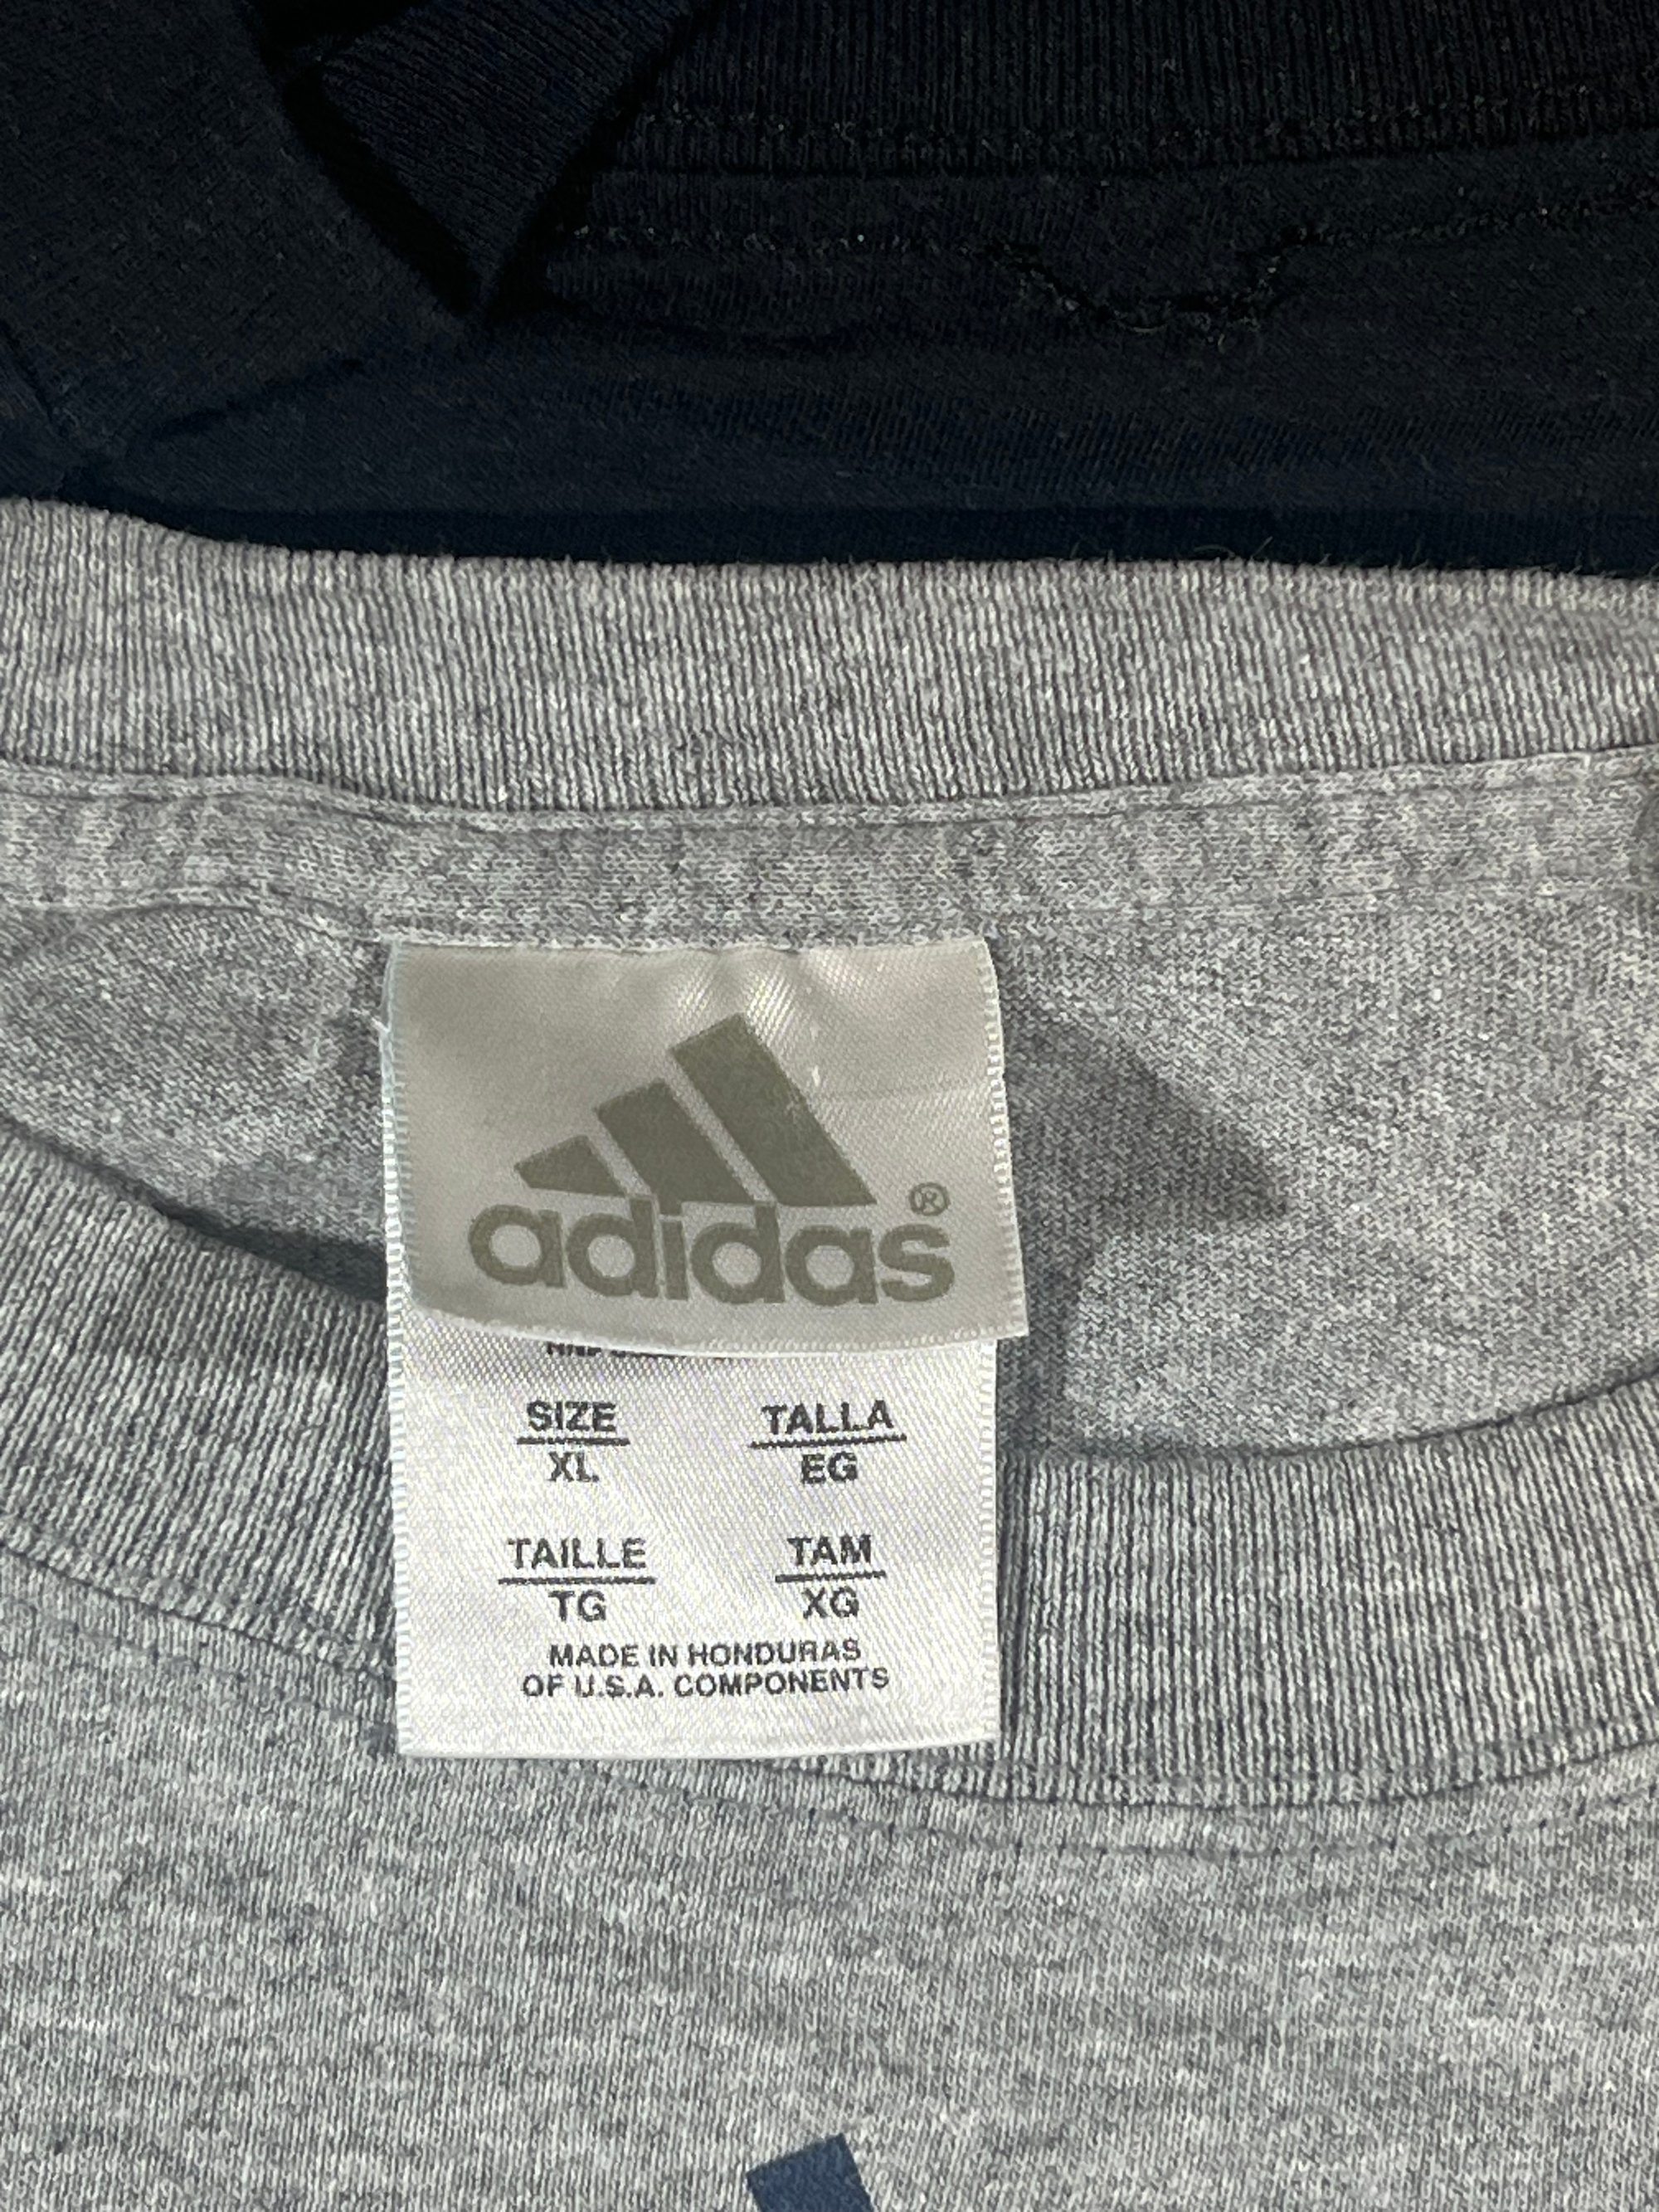 adidas®
SIZE TALLA
XL EG
TAILLE TAM
TG XG
MADE IN HONDURAS
OF U.S.A. COMPONENTS